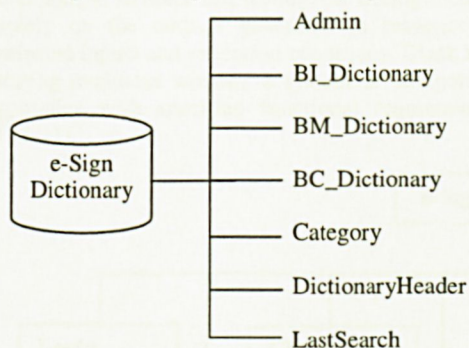 Admin
BI_Dictionary
BM_Dictionary
e-Sign
Dictionary
BC_Dictionary
Category
DictionaryHeader
LastSearch